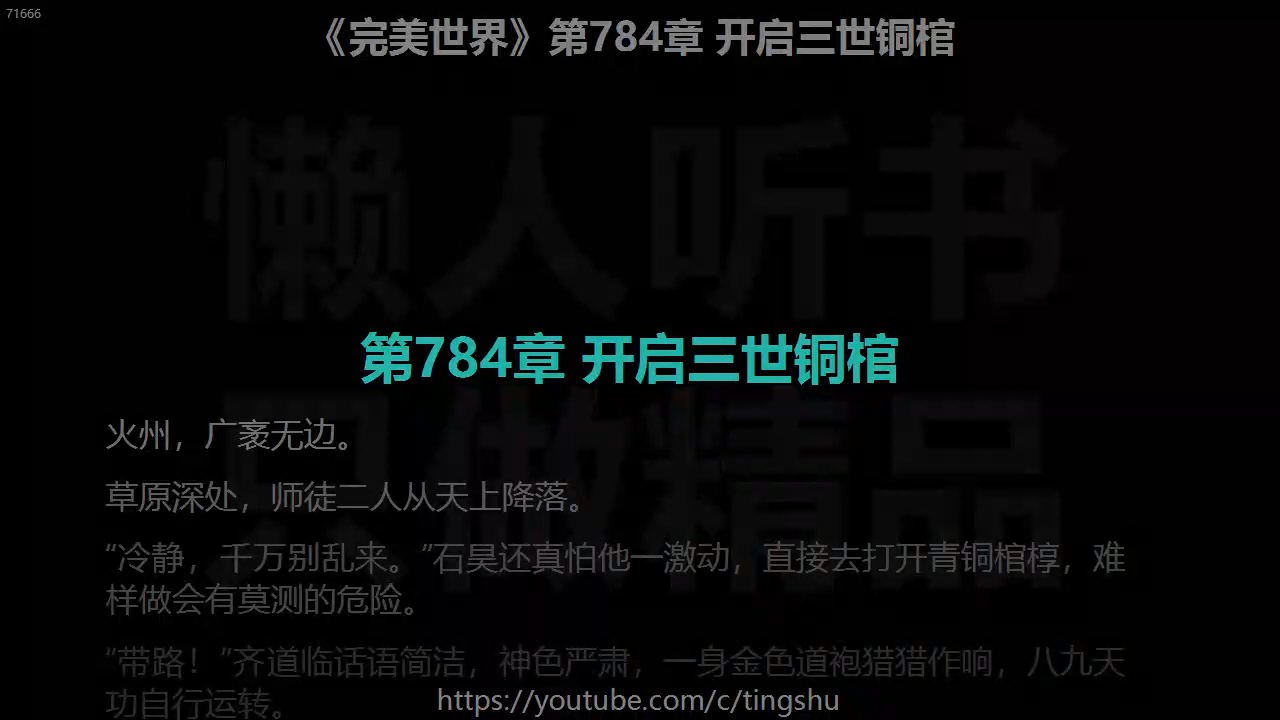 71666
《完美世界》第784章 开启三世铜棺
懒人听书
第784章 开启三世铜棺
只做精品
火州，广袤无边。
草原深处，师徒二人从天上降落。
“冷静，千万别乱来。”石昊还真怕他一激动，直接去打开青铜棺椁，难
样做会有莫测的危险。
“带路！”齐道临话语简洁，神色严肃，一身金色道袍猎猎作响，八九天
功自行运转。
https://youtube.com/c/tingshu